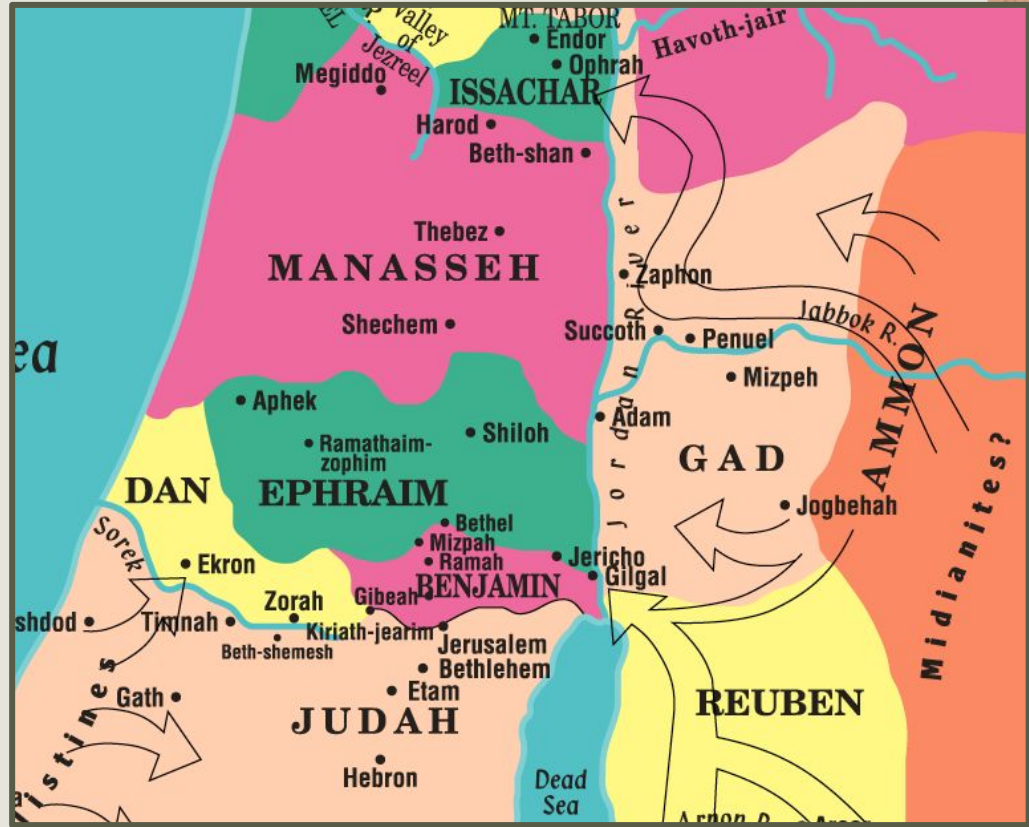 Valley
of
Jezreel
MT. TABOR
Endor
Ophrah
Havoth-jair
Megiddo
ISSACHAR
Harod
Beth-shan
Thebez
MANASSEH
Zaphon
Jordan River
Shechem
Succoth
Jabbok R.
Penuel
ea
Mizpeh
AMMON
Aphek
Adam
Shiloh
Ramathaim-
zophim
GAD
Midianites?
DAN
EPHRAIM
Jogbehah
Sorek
Bethel
Mizpah
Jericho
Ekron
Ramah
Gilgal
BENJAMIN
Gibeah
Zorah
shdod
Timnah
Kiriath-jearim
Beth-shemesh
Jerusalem
Bethlehem
Gath
Etam
REUBEN
JUDAH
istines
Hebron
Dead
Sea
Arnon R.